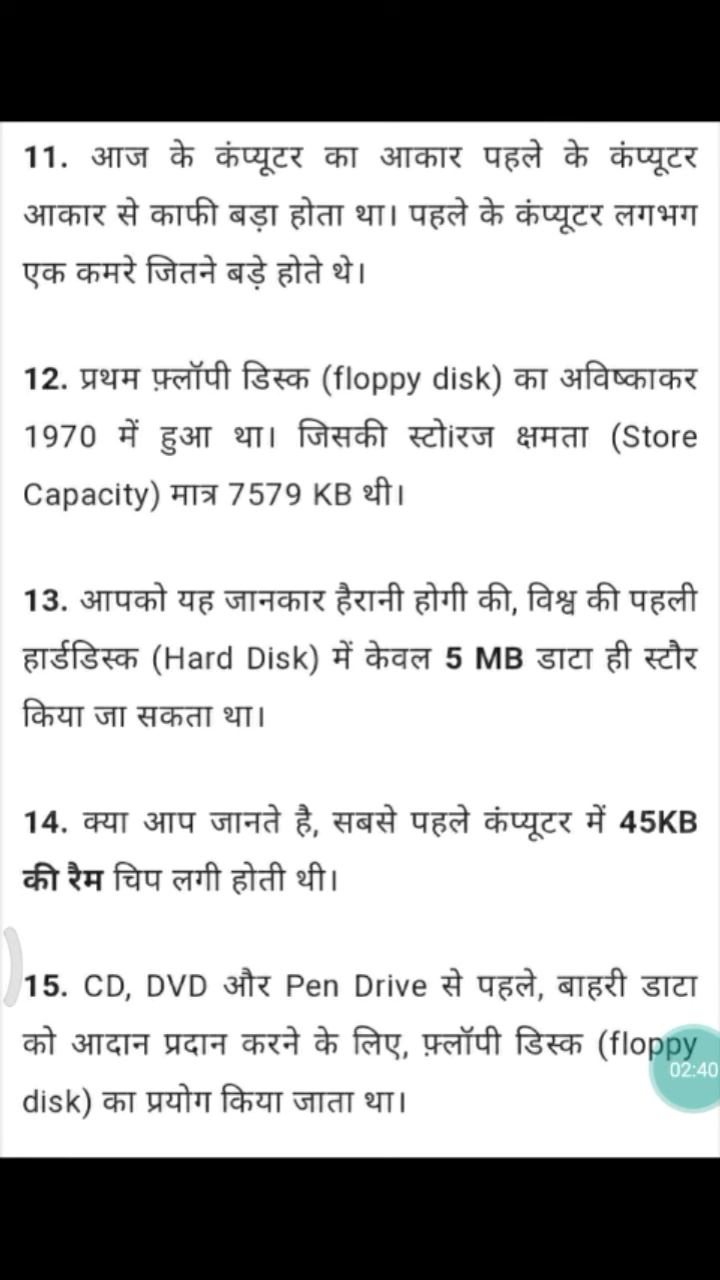 11. आज के कंप्यूटर का आकार पहले के कंप्यूटर
आकार से काफी बड़ा होता था। पहले के कंप्यूटर लगभग
एक कमरे जितने बड़े होते थे।
12. प्रथम फ़्लॉपी डिस्क (floppy disk) का अविष्काकर
1970 में हुआ था। जिसकी स्टोiरज क्षमता (Store
Capacity) मात्र 7579 KB थी।
13. आपको यह जानकार हैरानी होगी की, विश्व की पहली
हार्डडिस्क (Hard Disk) में केवल 5 MB डाटा ही स्टौर
किया जा सकता था।
14. क्या आप जानते है, सबसे पहले कंप्यूटर में 45KB
की रैम चिप लगी होती थी।
15. CD, DVD और Pen Drive से पहले, बाहरी डाटा
को आदान प्रदान करने के लिए, फ़्लॉपी डिस्क (floppy
02:40
disk) का प्रयोग किया जाता था।